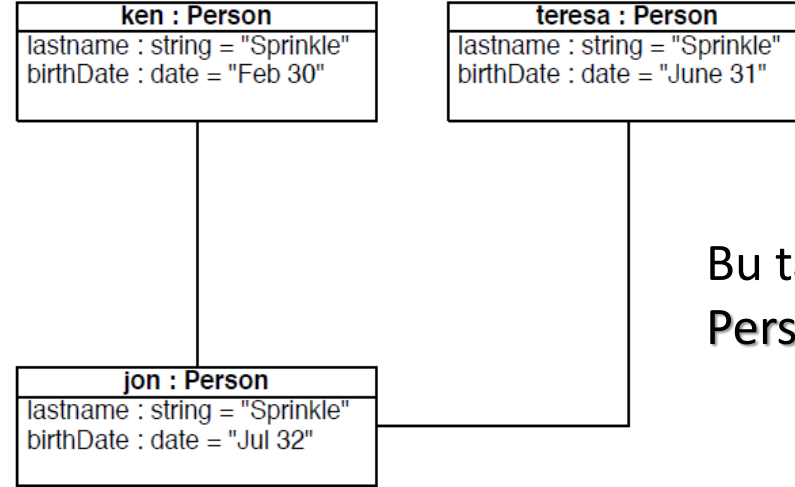 ken : Person
lastname : string = "Sprinkle"
birthDate : date = "Feb 30"
teresa : Person
lastname : string = "Sprinkle"
birthDate : date = "June 31"
Bu
jon : Person
lastname : string = "Sprinkle"
birthDate : date = "Jul 32"